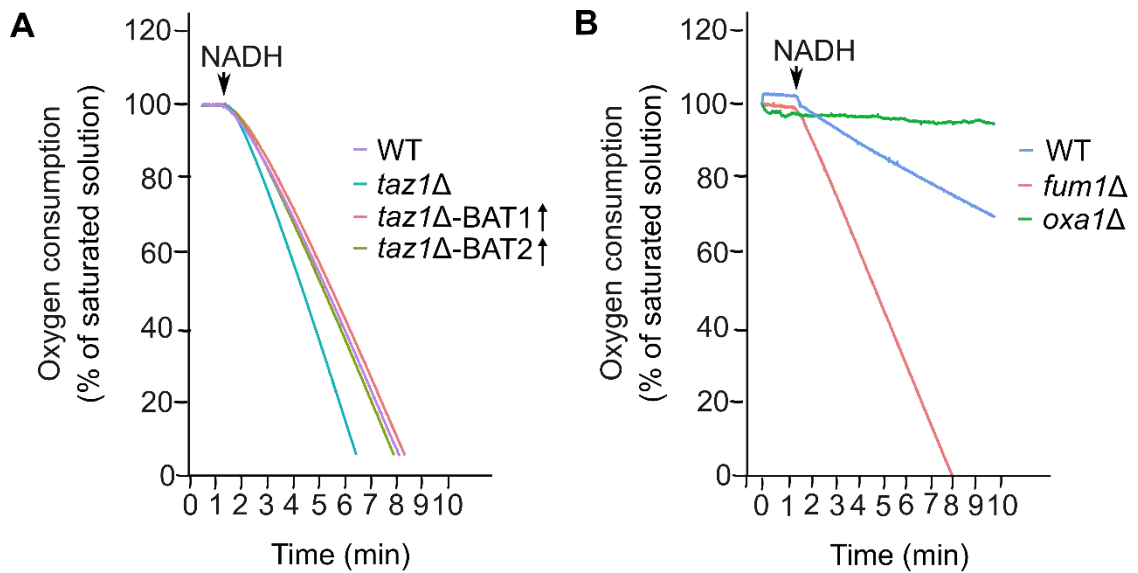 A
120
100
80
60
40
20
0
Oxygen consumption
(% of saturated solution)
NADH
WT
taz1Δ
taz1Δ-BAT1↑
taz1Δ-BAT2↑
0 1 2 3 4 5 6 7 8 9 10
Time (min)
B
120
100
80
60
40
20
0
Oxygen consumption
(% of saturated solution)
NADH
WT
fum1Δ
oxa1Δ
0 1 2 3 4 5 6 7 8 9 10
Time (min)